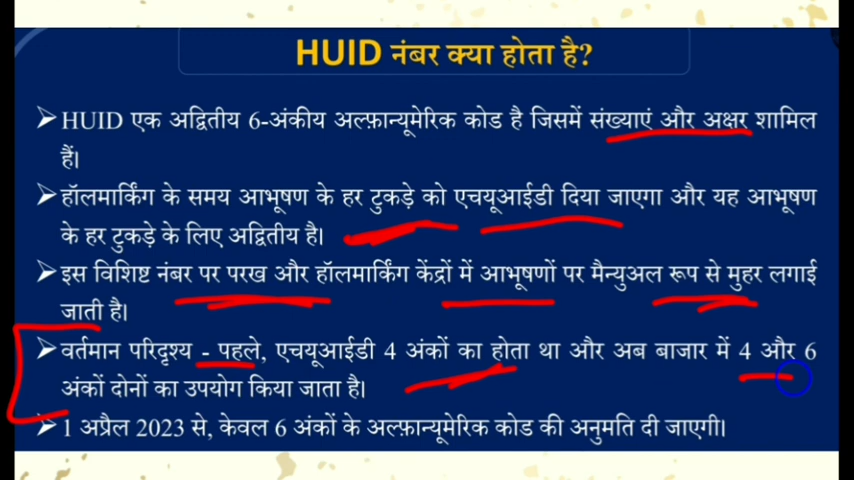 HUID नंबर क्या होता है?
➢HUID एक अद्वितीय 6-अंकीय अल्फ़ान्यूमेरिक कोड है जिसमें संख्याएं और अक्षर शामिल
हैं।
➢हॉलमार्किंग के समय आभूषण के हर टुकड़े को एचयूआईडी दिया जाएगा और यह आभूषण
के हर टुकड़े के लिए अद्वितीय है।
➢इस विशिष्ट नंबर पर परख और हॉलमार्किंग केंद्रों में आभूषणों पर मैन्युअल रूप से मुहर लगाई
जाती है।
➢वर्तमान परिदृश्य - पहले, एचयूआईडी 4 अंकों का होता था और अब बाजार में 4 और 6
अंकों दोनों का उपयोग किया जाता है।
➢1 अप्रैल 2023 से, केवल 6 अंकों के अल्फ़ान्यूमेरिक कोड की अनुमति दी जाएगी।